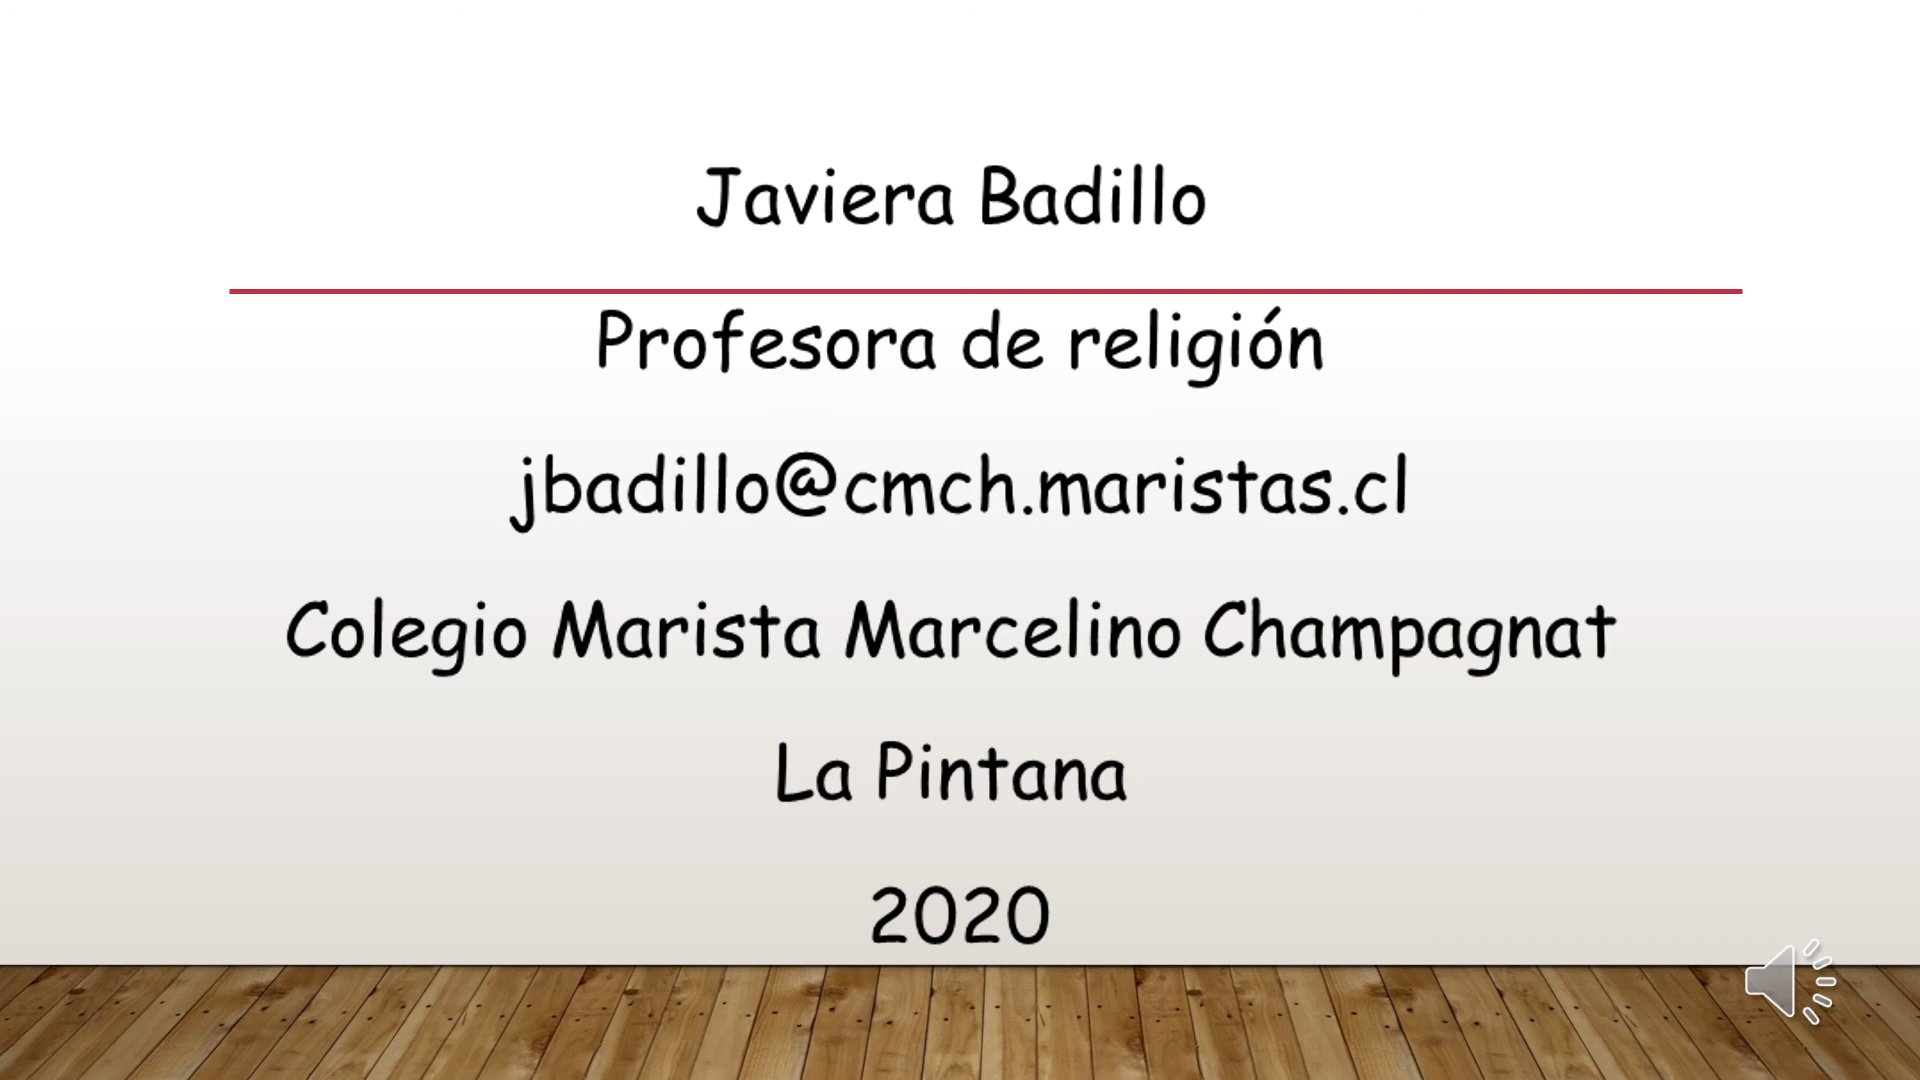 Javiera Badillo
Profesora de religión
jbadillo@cmch.maristas.cl
Colegio Marista Marcelino Champagnat
La Pintana
2020